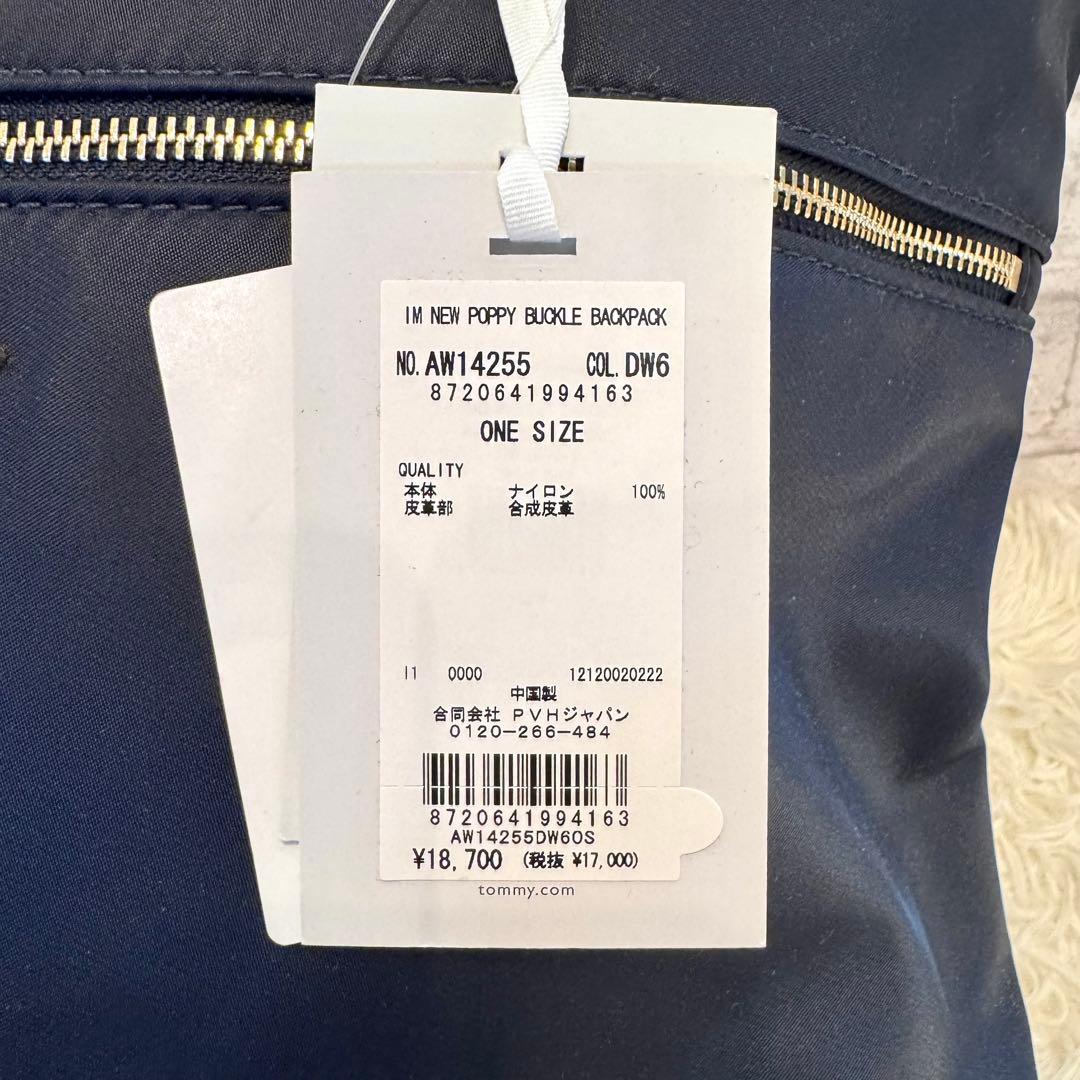 IM NEW POPPY BUCKLE BACKPACK
NO. AW14255 COL. DW6
8720641994163
ONE SIZE
QUALITY
本体 ナイロン 100%
皮革部 合成皮革
I1 0000 12120020222
中国製
合同会社 PVHジャパン
0120-266-484
8720641994163
AW14255DW6OS
¥18,700 (税抜 ¥17,000)
tommy.com